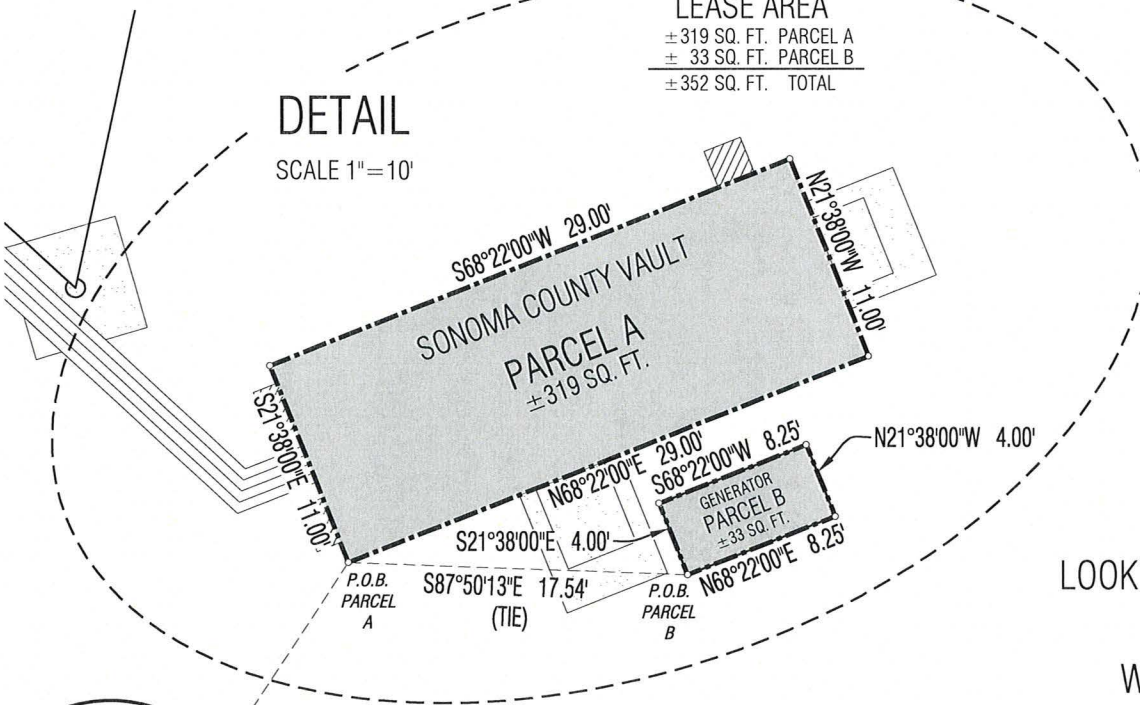 LEASE AREA
±319 SQ. FT. PARCEL A
± 33 SQ. FT. PARCEL B
±352 SQ. FT. TOTAL
DETAIL
SCALE 1"=10'
S68°22'00"W 29.00'
N21°38'00"W 11.00'
SONOMA COUNTY VAULT
PARCEL A
±319 SQ. FT.
S21°38'00"E 11.00'
N68°22'00"E 29.00'
S68°22'00"W 8.25'
N21°38'00"W 4.00'
GENERATOR
PARCEL B
±33 SQ. FT.
S21°38'00"E 4.00'
N68°22'00"E 8.25'
P.O.B.
PARCEL
A
S87°50'13"E 17.54'
(TIE)
P.O.B.
PARCEL
B
LOOK
W